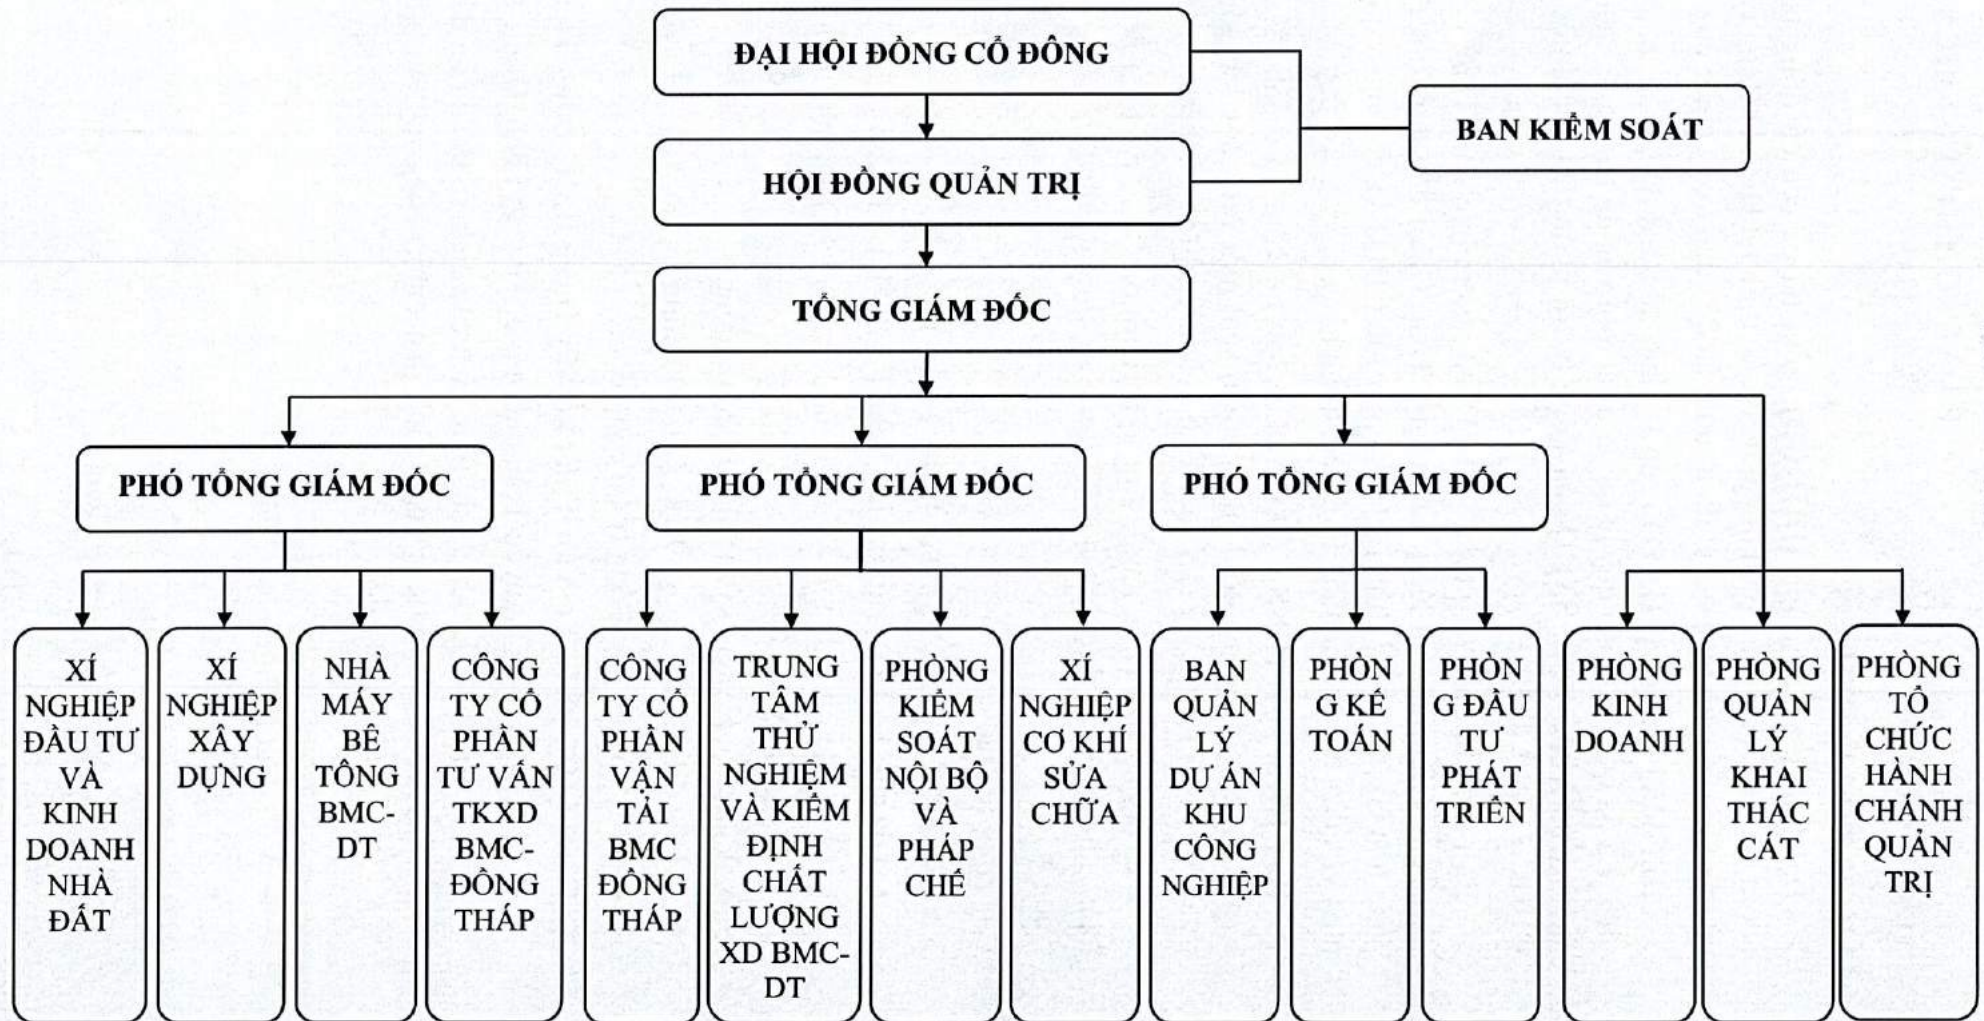 ĐẠI HỘI ĐỒNG CỔ ĐÔNG
BAN KIỂM SOÁT
HỘI ĐỒNG QUẢN TRỊ
TỔNG GIÁM ĐỐC
PHÓ TỔNG GIÁM ĐỐC
PHÓ TỔNG GIÁM ĐỐC
PHÓ TỔNG GIÁM ĐỐC
XÍ
NGHIỆP
ĐẦU TƯ
VÀ
KINH
DOANH
NHÀ
ĐẤT
XÍ
NGHIỆP
XÂY
DỰNG
NHÀ
MÁY
BÊ
TÔNG
BMC-
DT
CÔNG
TY CỔ
PHẦN
TƯ VẤN
TKXD
BMC-
ĐỒNG
THÁP
CÔNG
TY CỔ
PHẦN
VẬN
TẢI
BMC
ĐỒNG
THÁP
TRUNG
TÂM
THỬ
NGHIỆM
VÀ KIỂM
ĐỊNH
CHẤT
LƯỢNG
XD BMC-
DT
PHÒNG
KIỂM
SOÁT
NỘI BỘ
VÀ
PHÁP
CHẾ
XÍ
NGHIỆP
CƠ KHÍ
SỬA
CHỮA
BAN
QUẢN
LÝ
DỰ ÁN
KHU
CÔNG
NGHIỆP
PHÒN
G KẾ
TOÁN
PHÒN
G ĐẦU
TƯ
PHÁT
TRIỂN
PHÒNG
KINH
DOANH
PHÒNG
QUẢN
LÝ
KHAI
THÁC
CÁT
PHÒNG
TỔ
CHỨC
HÀNH
CHÁNH
QUẢN
TRỊ